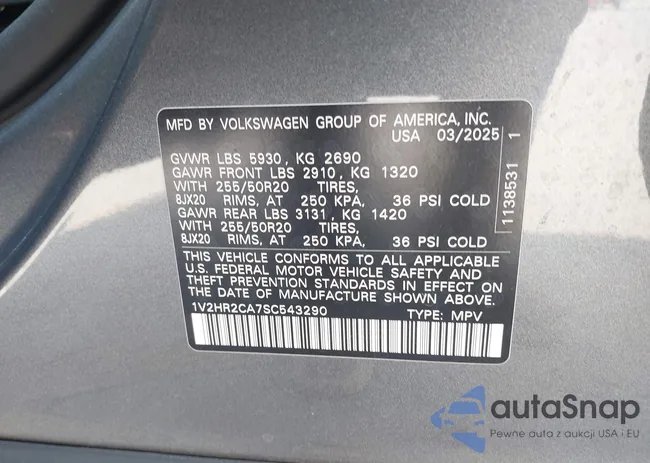 MFD BY VOLKSWAGEN GROUP OF AMERICA, INC.
USA 03/2025
GVWR LBS 5930 , KG 2690
GAWR FRONT LBS 2910 , KG 1320
WITH 255/50R20 TIRES,
8JX20 RIMS, AT 250 KPA, 36 PSI COLD
GAWR REAR LBS 3131 , KG 1420
WITH 255/50R20 TIRES,
8JX20 RIMS, AT 250 KPA, 36 PSI COLD
THIS VEHICLE CONFORMS TO ALL APPLICABLE
U.S. FEDERAL MOTOR VEHICLE SAFETY AND
THEFT PREVENTION STANDARDS IN EFFECT ON
THE DATE OF MANUFACTURE SHOWN ABOVE.
1V2HR2CA7SC543290 TYPE: MPV
1138531 1
autaSnap
Pewne auta z aukcji USA i EU